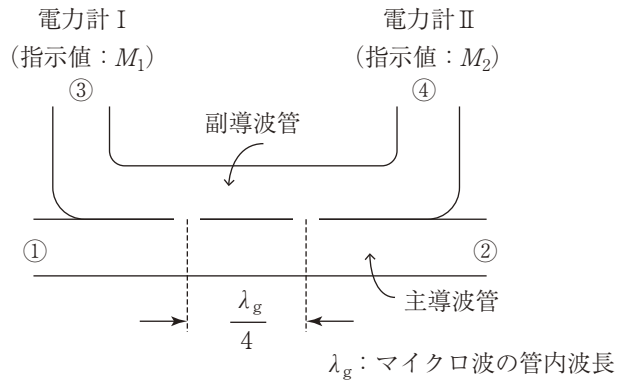 電力計Ⅰ
(指示値:M₁)
③
電力計Ⅱ
(指示値:M₂)
④
副導波管
①
②
主導波管
λg
4
λg:マイクロ波の管内波長